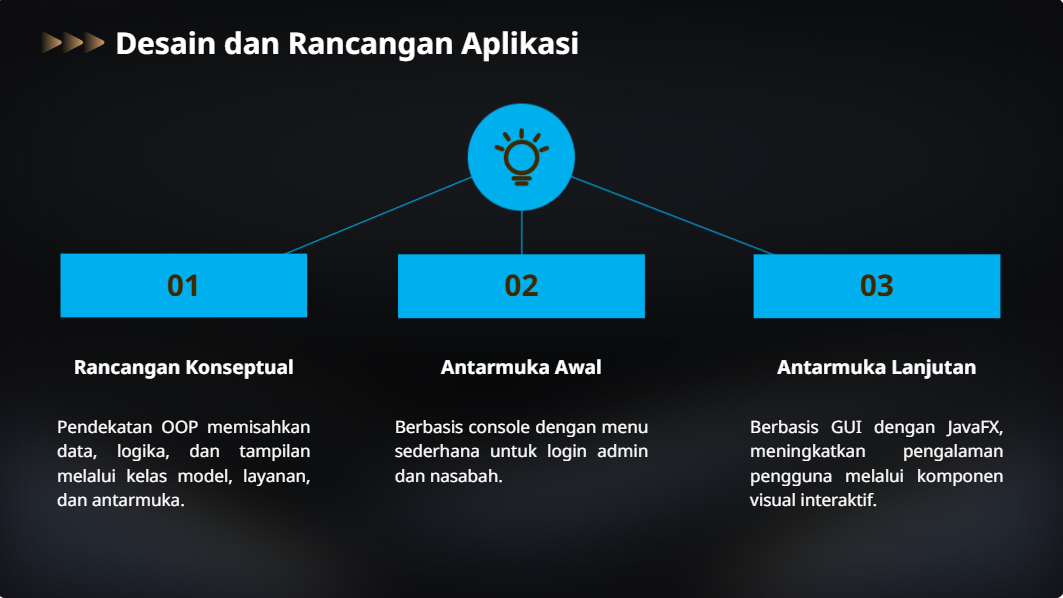 Desain dan Rancangan Aplikasi
01
02
03
Rancangan Konseptual
Antarmuka Awal
Antarmuka Lanjutan
Pendekatan OOP memisahkan
data, logika, dan tampilan
melalui kelas model, layanan,
dan antarmuka.
Berbasis console dengan menu
sederhana untuk login admin
dan nasabah.
Berbasis GUI dengan JavaFX,
meningkatkan pengalaman
pengguna melalui komponen
visual interaktif.